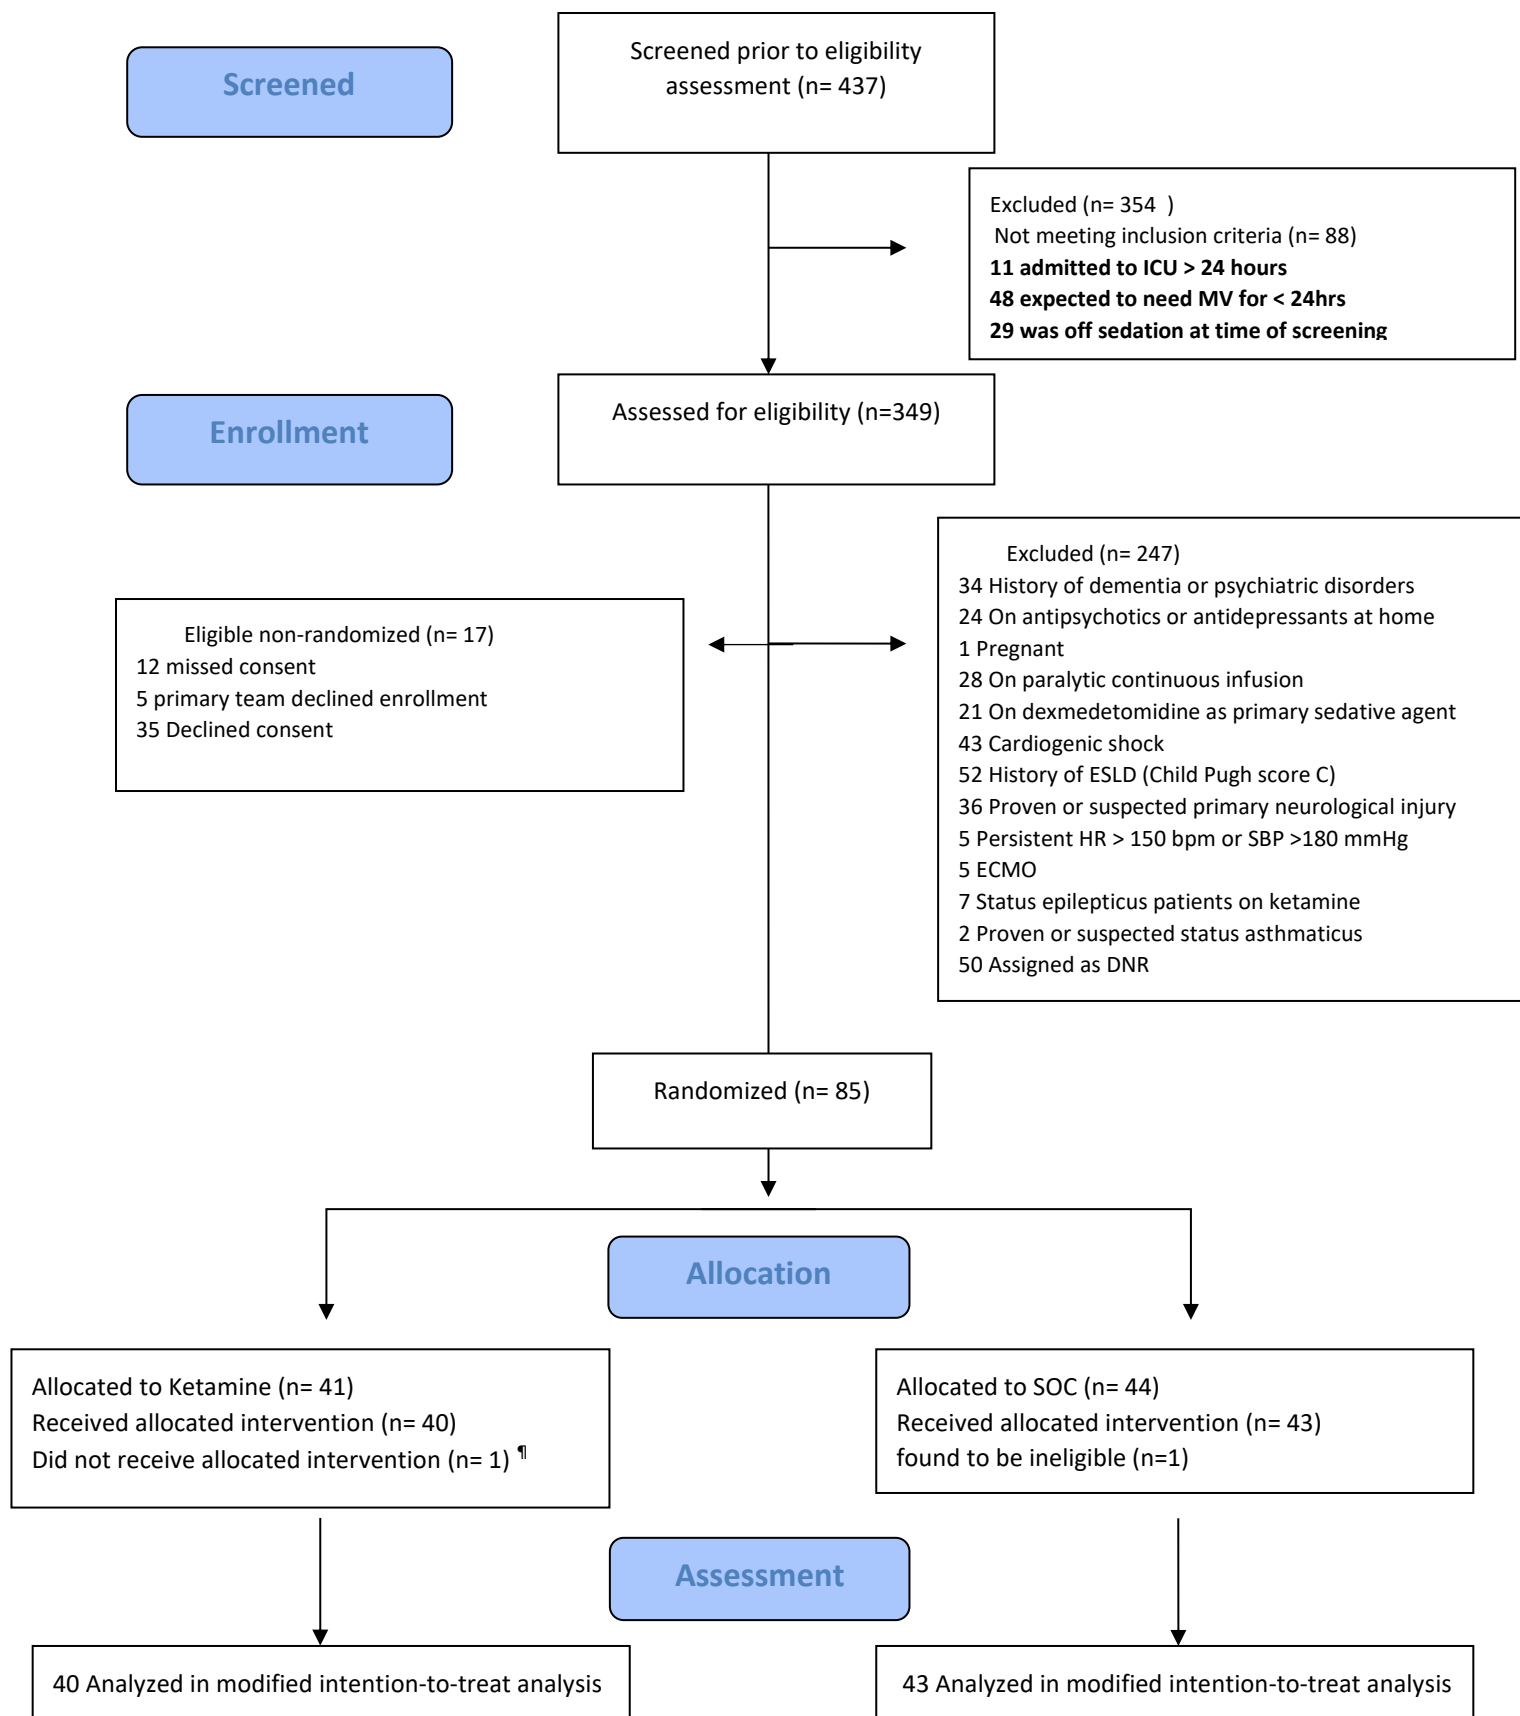 Screened
Screened prior to eligibility
assessment (n= 437)
Excluded (n= 354  )
Not meeting inclusion criteria (n= 88)
11 admitted to ICU > 24 hours
48 expected to need MV for < 24hrs
29 was off sedation at time of screening
Enrollment
Assessed for eligibility (n=349)
Excluded (n= 247)
34 History of dementia or psychiatric disorders
24 On antipsychotics or antidepressants at home
1 Pregnant
28 On paralytic continuous infusion
21 On dexmedetomidine as primary sedative agent
43 Cardiogenic shock
52 History of ESLD (Child Pugh score C)
36 Proven or suspected primary neurological injury
5 Persistent HR > 150 bpm or SBP >180 mmHg
5 ECMO
7 Status epilepticus patients on ketamine
2 Proven or suspected status asthmaticus
50 Assigned as DNR
Eligible non-randomized (n= 17)
12 missed consent
5 primary team declined enrollment
35 Declined consent
Randomized (n= 85)
Allocation
Allocated to Ketamine (n= 41)
Received allocated intervention (n= 40)
Did not receive allocated intervention (n= 1) ¶
Allocated to SOC (n= 44)
Received allocated intervention (n= 43)
found to be ineligible (n=1)
Assessment
40 Analyzed in modified intention-to-treat analysis
43 Analyzed in modified intention-to-treat analysis